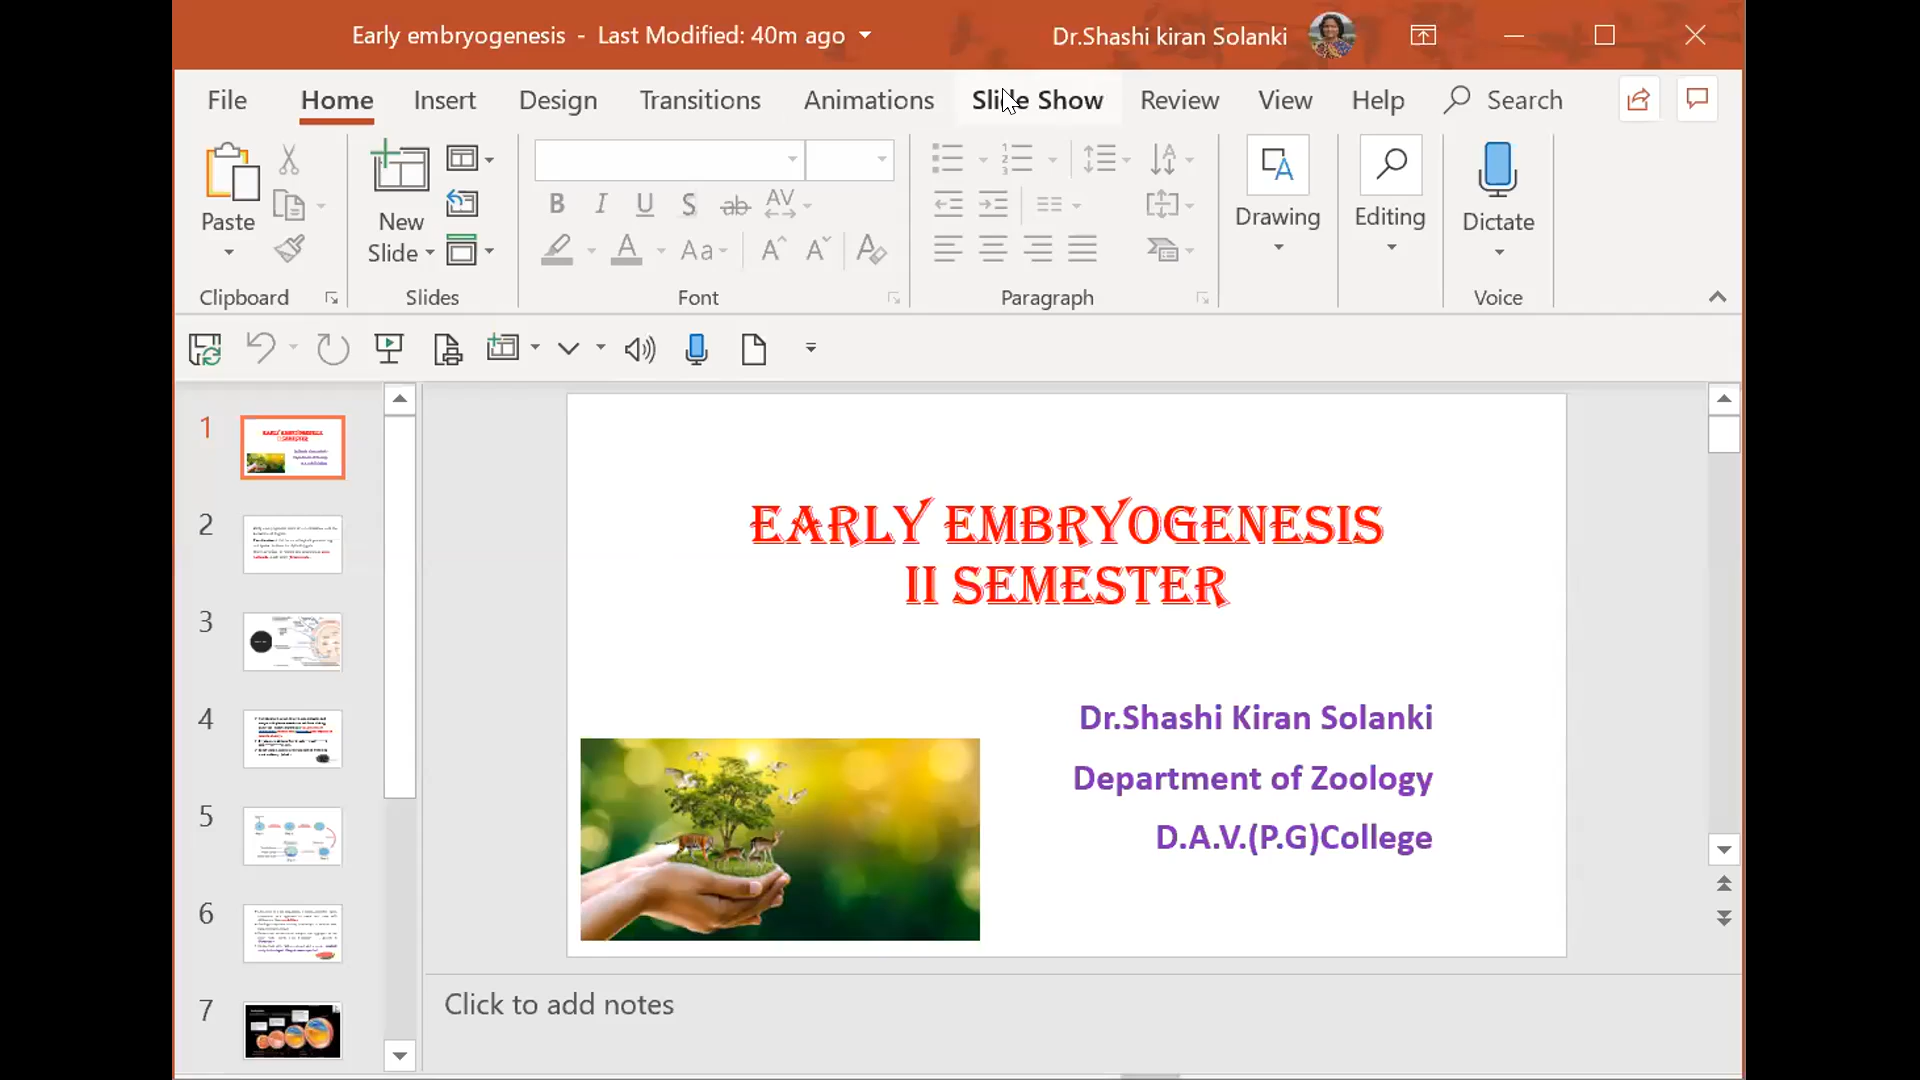 Early embryogenesis - Last Modified: 40m ago
Dr.Shashi kiran Solanki
File Home Insert Design Transitions Animations Slide Show Review View Help Search
Paste
New Slide
B I U S ab AV
A Aa A A A
Drawing
Editing
Dictate
Clipboard
Slides
Font
Paragraph
Voice
1
2
3
4
5
6
7
EARLY EMBRYOGENESIS
II SEMESTER
Dr.Shashi Kiran Solanki
Department of Zoology
D.A.V.(P.G)College
Click to add notes